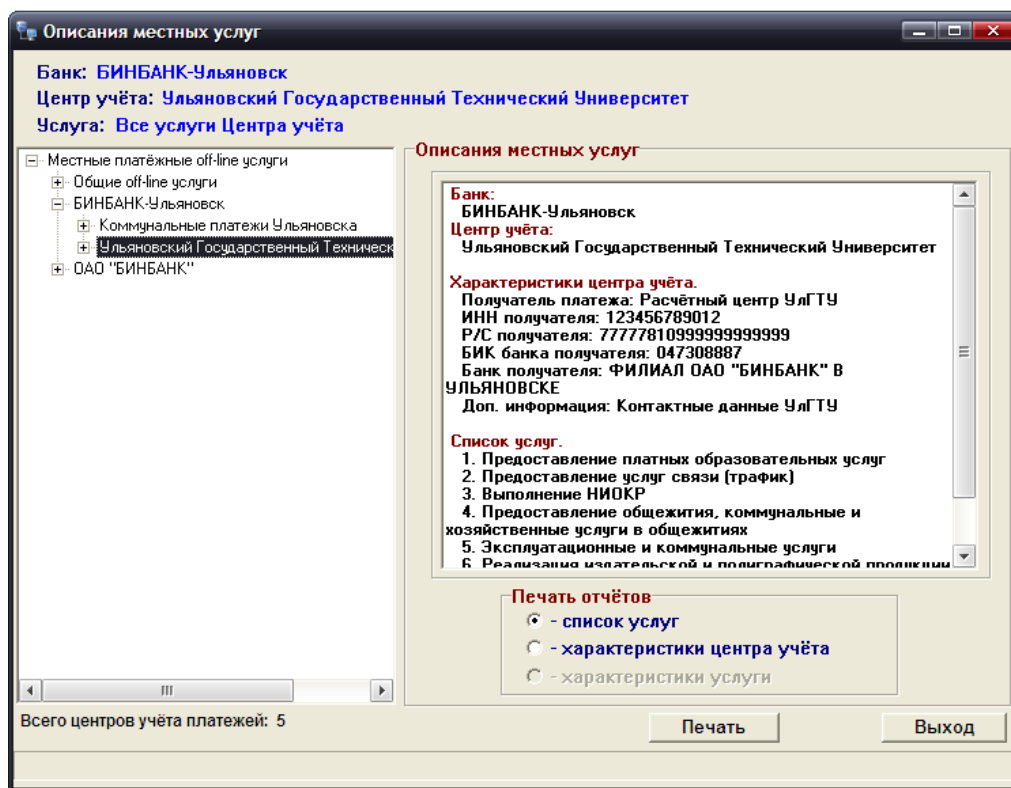 Описания местных услуг
Банк: БИНБАНК-Ульяновск
Центр учёта: Ульяновский Государственный Технический Университет
Услуга: Все услуги Центра учёта
Местные платёжные off-line услуги
Общие off-line услуги
БИНБАНК-Ульяновск
Коммунальные платежи Ульяновска
Ульяновский Государственный Техническ
ОАО "БИНБАНК"
Описания местных услуг
Банк:
БИНБАНК-Ульяновск
Центр учёта:
Ульяновский Государственный Технический Университет
Характеристики центра учёта.
Получатель платежа: Расчётный центр УлГТУ
ИНН получателя: 123456789012
Р/С получателя: 77777810999999999999
БИК банка получателя: 047308887
Банк получателя: ФИЛИАЛ ОАО "БИНБАНК" В
УЛЬЯНОВСКЕ
Доп. информация: Контактные данные УлГТУ
Список услуг.
1. Предоставление платных образовательных услуг
2. Предоставление услуг связи (трафик)
3. Выполнение НИОКР
4. Предоставление общежития, коммунальные и
хозяйственные услуги в общежитиях
5. Эксплуатационные и коммунальные услуги
6. Реализация издательской и полиграфической продукции
Печать отчётов
- список услуг
- характеристики центра учёта
- характеристики услуги
Всего центров учёта платежей: 5
Печать
Выход